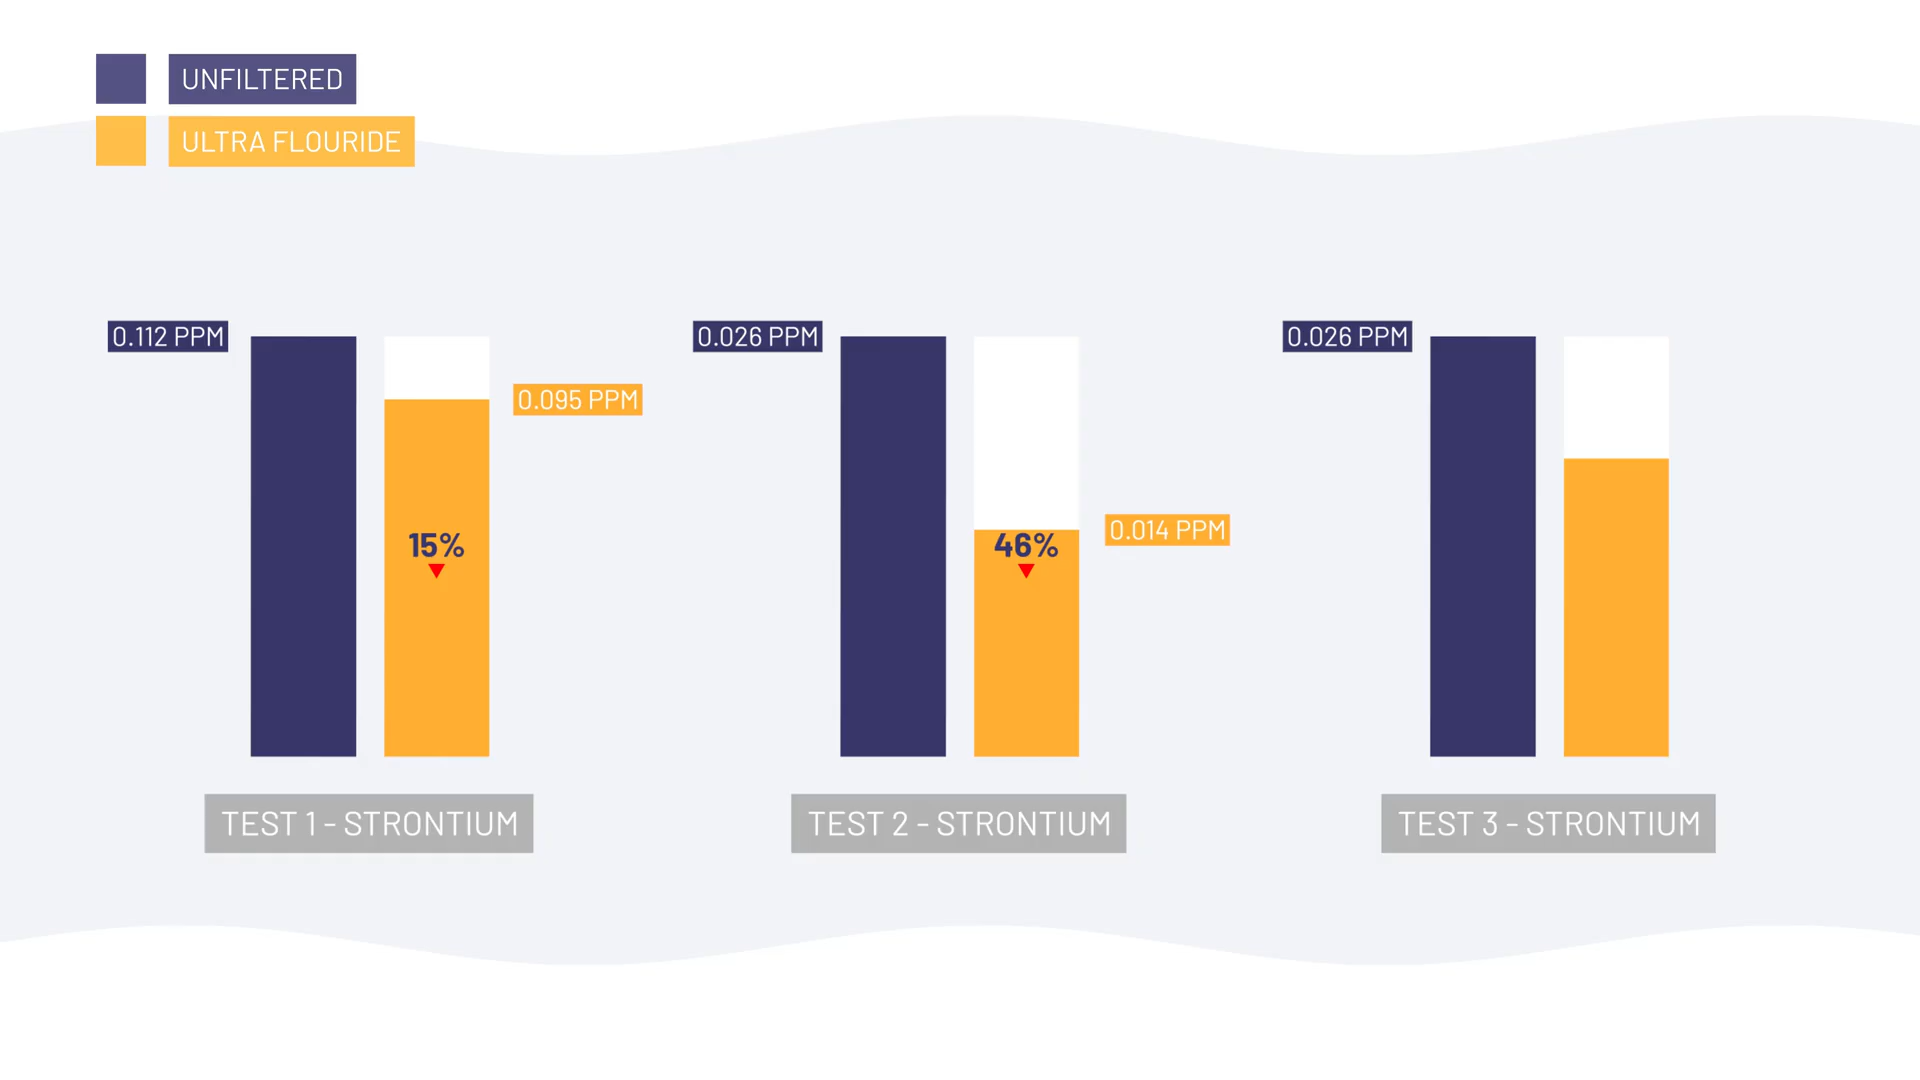 UNFILTERED
ULTRA FLOURIDE
0.112 PPM
0.095 PPM
15%
0.026 PPM
0.014 PPM
46%
0.026 PPM
TEST 1 - STRONTIUM
TEST 2 - STRONTIUM
TEST 3 - STRONTIUM